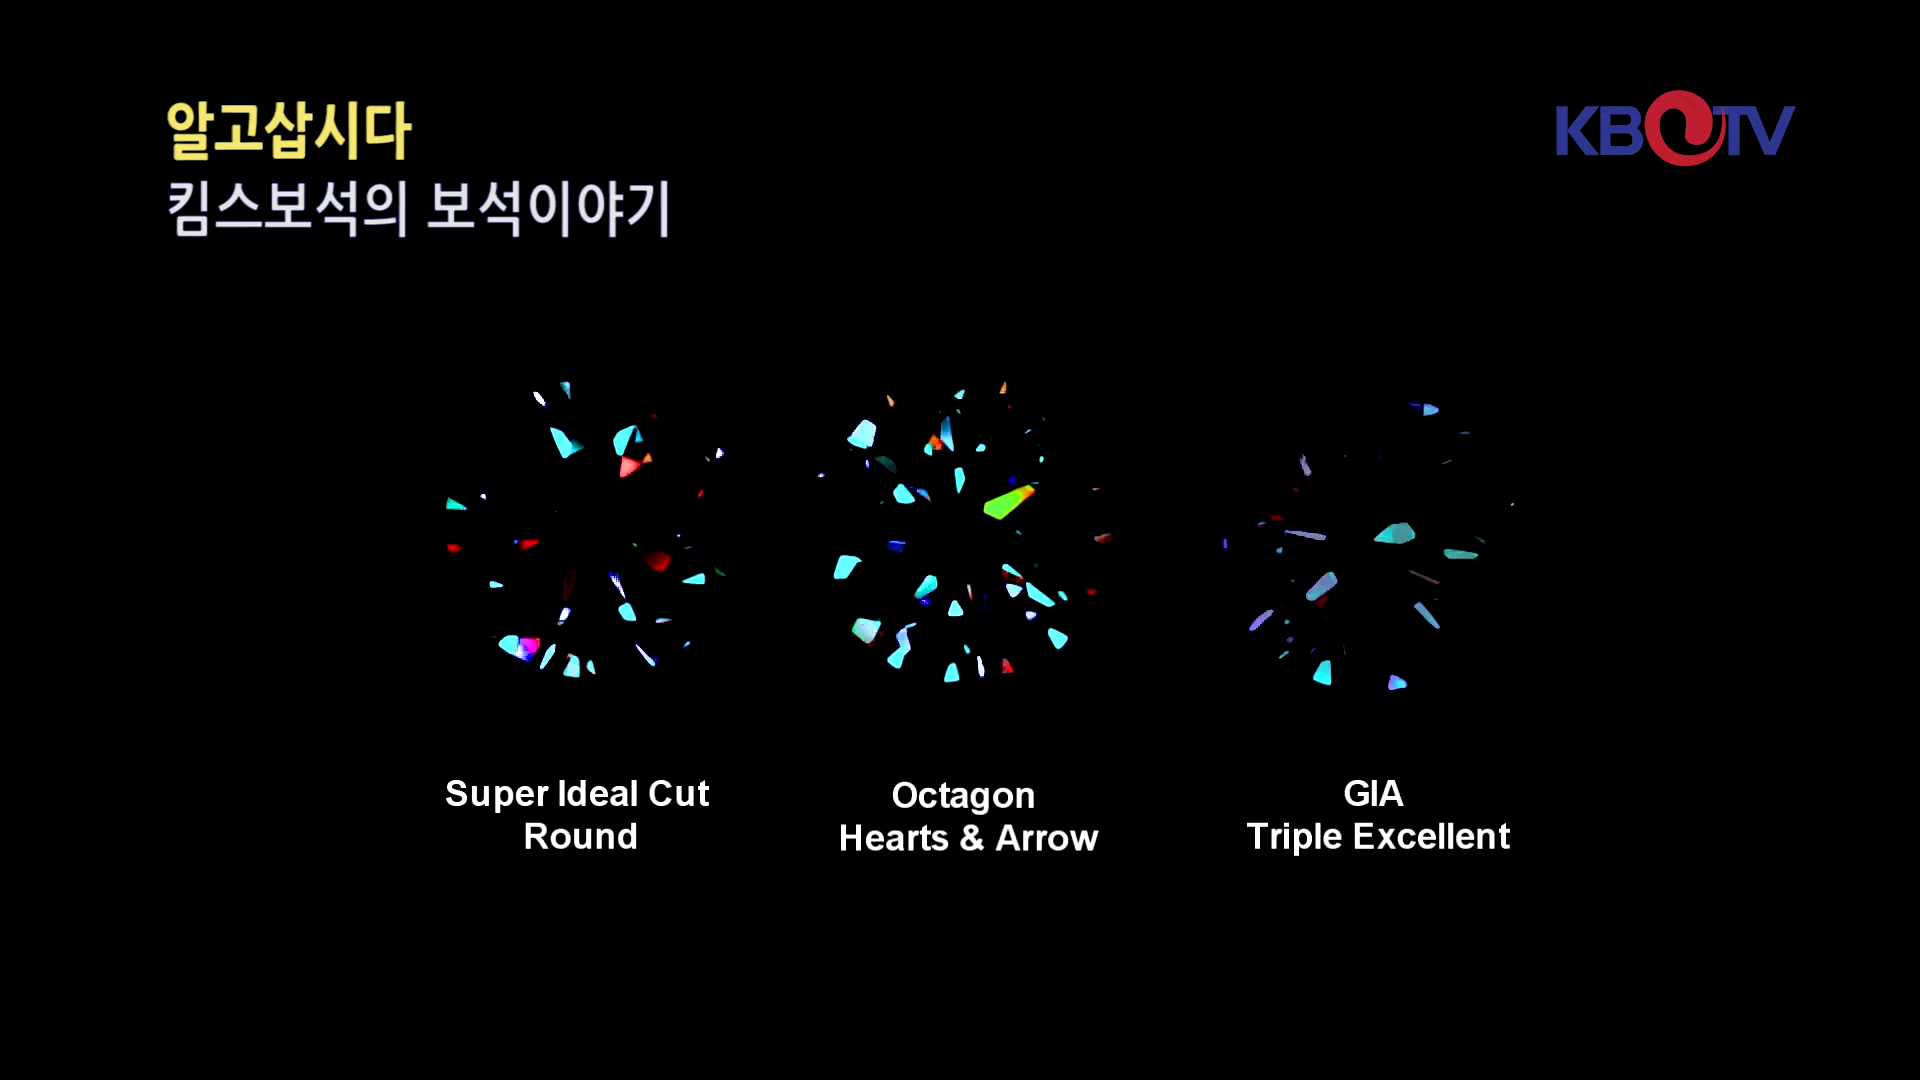 알고삽시다
킴스보석의 보석이야기
KBTV
Super Ideal Cut
Round
Octagon
Hearts & Arrow
GIA
Triple Excellent